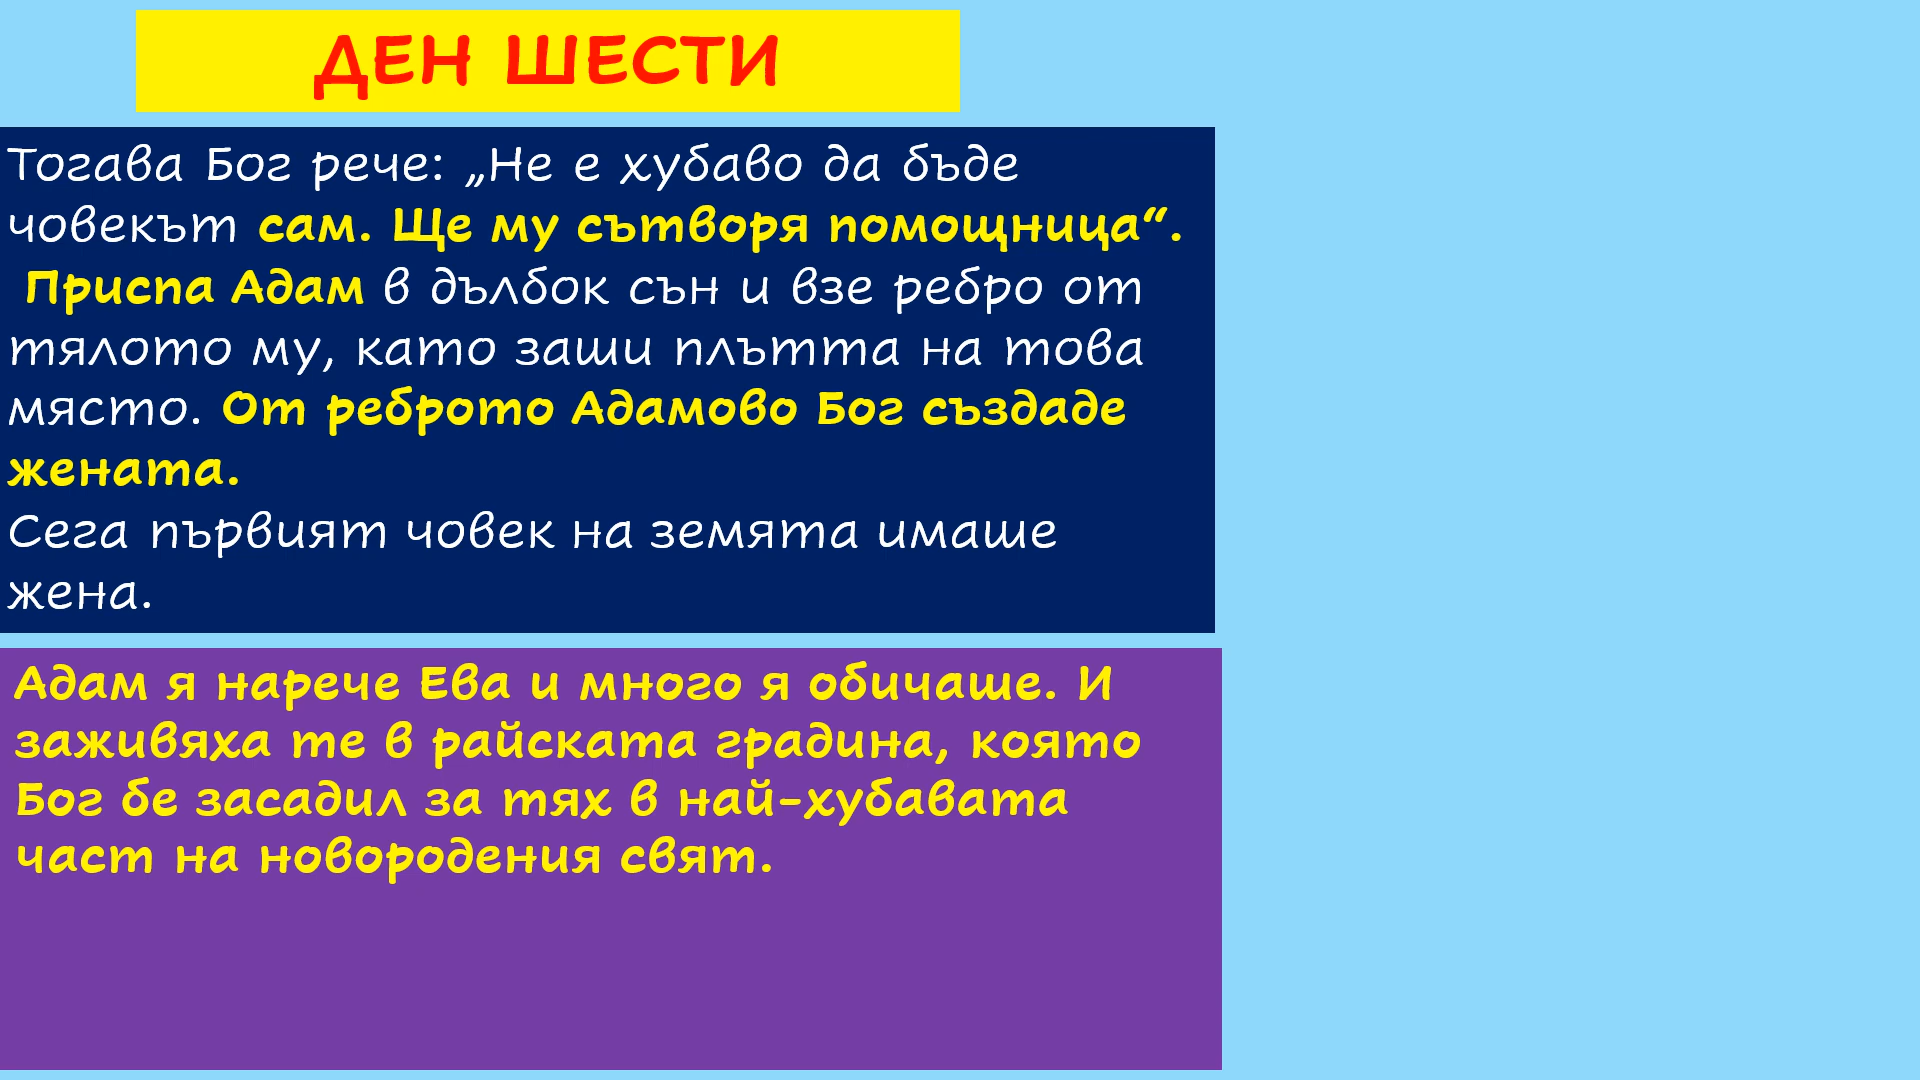 ДЕН ШЕСТИ
Тогава Бог рече: „Не е хубаво да бъде
човекът сам. Ще му сътворя помощница“.
Приспа Адам в дълбок сън и взе ребро от
тялото му, като заши плътта на това
място. От реброто Адамово Бог създаде
жената.
Сега първият човек на земята имаше
жена.
Адам я нарече Ева и много я обичаше. И
заживяха те в райската градина, която
Бог бе засадил за тях в най-хубавата
част на новородения свят.